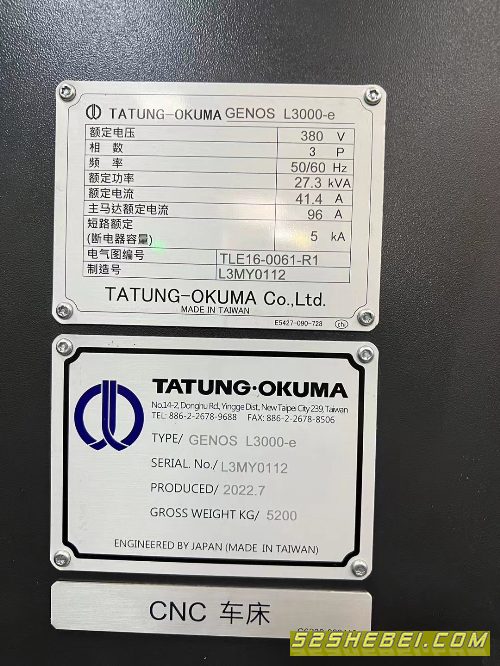 TATUNG-OKUMA GENOS L3000-e
额定电压 380 V
相 数 3 P
频 率 50/60 Hz
额定功率 27.3 kVA
额定电流 41.4 A
主马达额定电流 96 A
短路额定
(断电器容量) 5 kA
电气图编号 TLE16-0061-R1
制造号 L3MY0112
TATUNG-OKUMA Co.,Ltd.
MADE IN TAIWAN
E5427-090-728 ch
TATUNG·OKUMA
No.14-2, Donghu Rd., Yingge Dist., New Taipei City 239, Taiwan
TEL: 886-2-2678-9688 FAX: 886-2-2678-8506
TYPE/ GENOS L3000-e
SERIAL. No./ L3MY0112
PRODUCED/ 2022.7
GROSS WEIGHT KG/ 5200
ENGINEERED BY JAPAN (MADE IN TAIWAN)
CNC 车床
52SHEBEI.COM